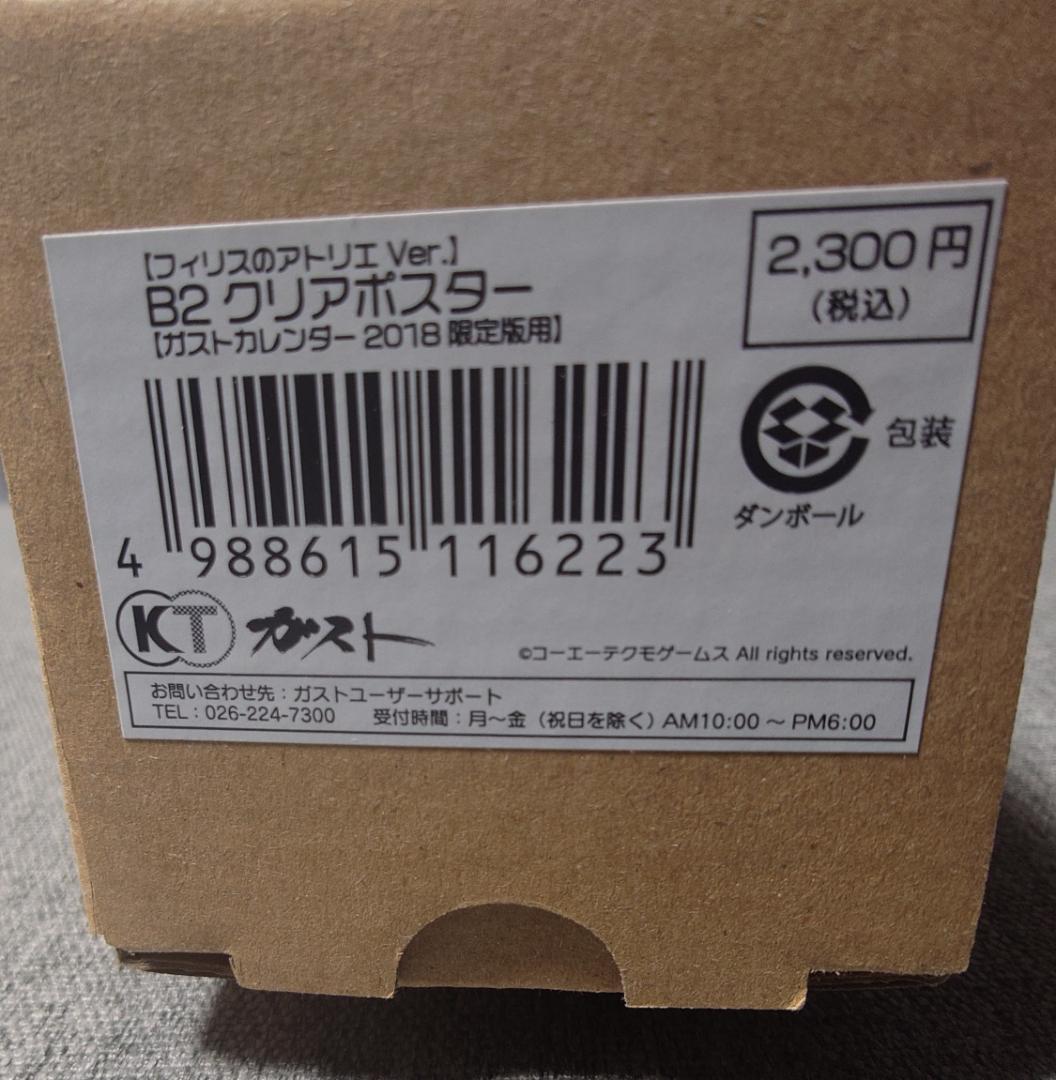 【フィリスのアトリエ Ver.】
B2 クリアポスター
【ガストカレンダー 2018 限定版用】
2,300 円
(税込)
包装
ダンボール
4 988615 116223
KT ガスト
©コーエーテクモゲームス All rights reserved.
お問い合わせ先：ガストユーザーサポート
TEL：026-224-7300 受付時間：月～金（祝日を除く）AM10:00 ～ PM6:00